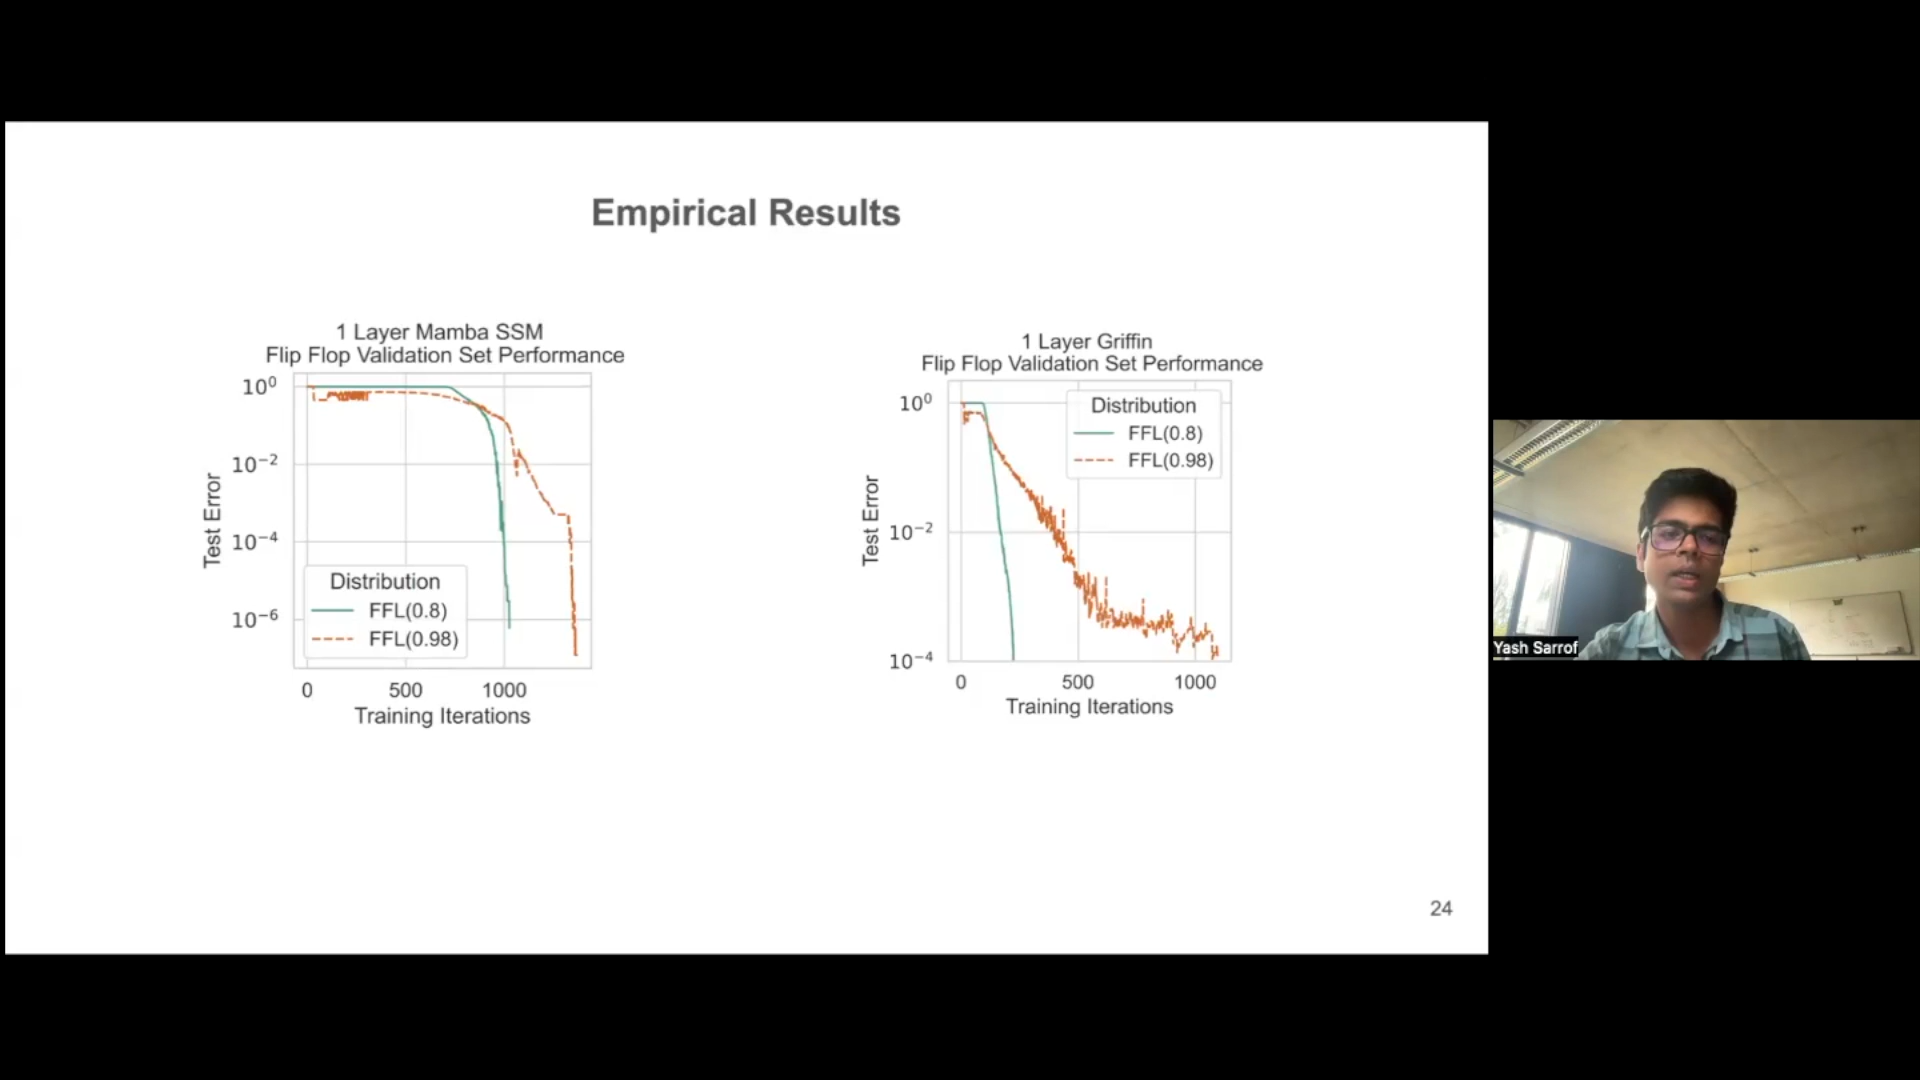 Empirical Results
1 Layer Mamba SSM
Flip Flop Validation Set Performance
Test Error
10⁰
10⁻²
10⁻⁴
10⁻⁶
Distribution
FFL(0.8)
FFL(0.98)
0 500 1000
Training Iterations
1 Layer Griffin
Flip Flop Validation Set Performance
Test Error
10⁰
10⁻²
10⁻⁴
Distribution
FFL(0.8)
FFL(0.98)
0 500 1000
Training Iterations
Yash Sarrof
24